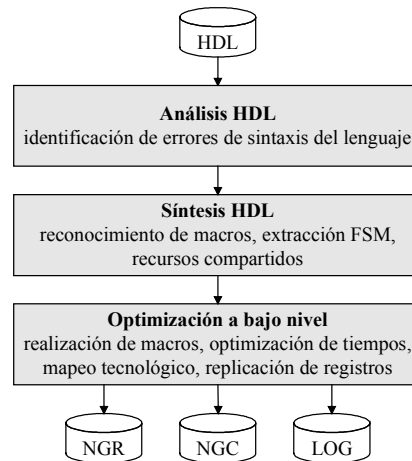 HDL
Análisis HDL
identificación de errores de sintaxis del lenguaje
Síntesis HDL
reconocimiento de macros, extracción FSM,
recursos compartidos
Optimización a bajo nivel
realización de macros, optimización de tiempos,
mapeo tecnológico, replicación de registros
NGR
NGC
LOG